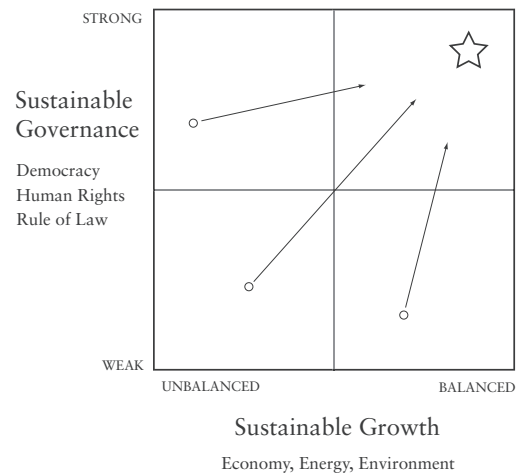 STRONG
Sustainable
Governance
Democracy
Human Rights
Rule of Law
WEAK
UNBALANCED
BALANCED
Sustainable Growth
Economy, Energy, Environment